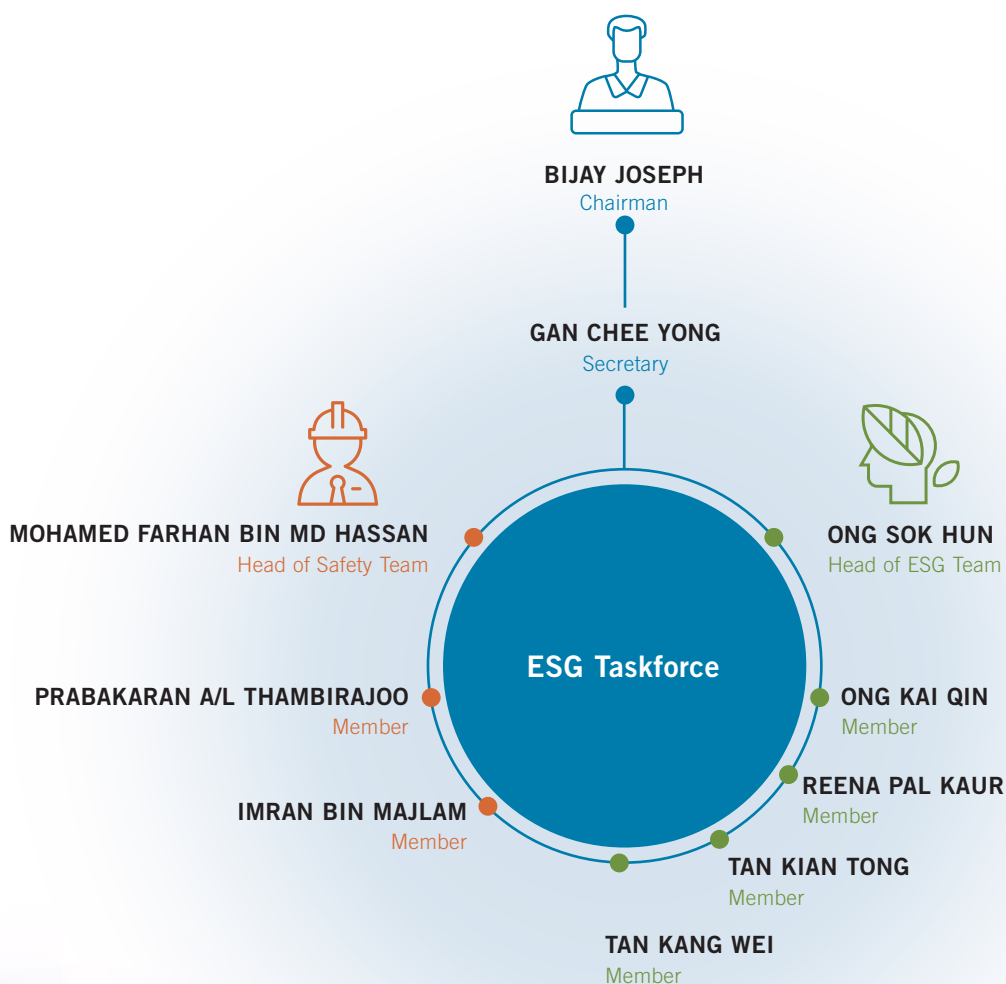 BIJAY JOSEPH
Chairman
GAN CHEE YONG
Secretary
MOHAMED FARHAN BIN MD HASSAN
Head of Safety Team
ONG SOK HUN
Head of ESG Team
ESG Taskforce
PRABAKARAN A/L THAMBIRAJOO
Member
ONG KAI QIN
Member
IMRAN BIN MAJLAM
Member
REENA PAL KAUR
Member
TAN KIAN TONG
Member
TAN KANG WEI
Member